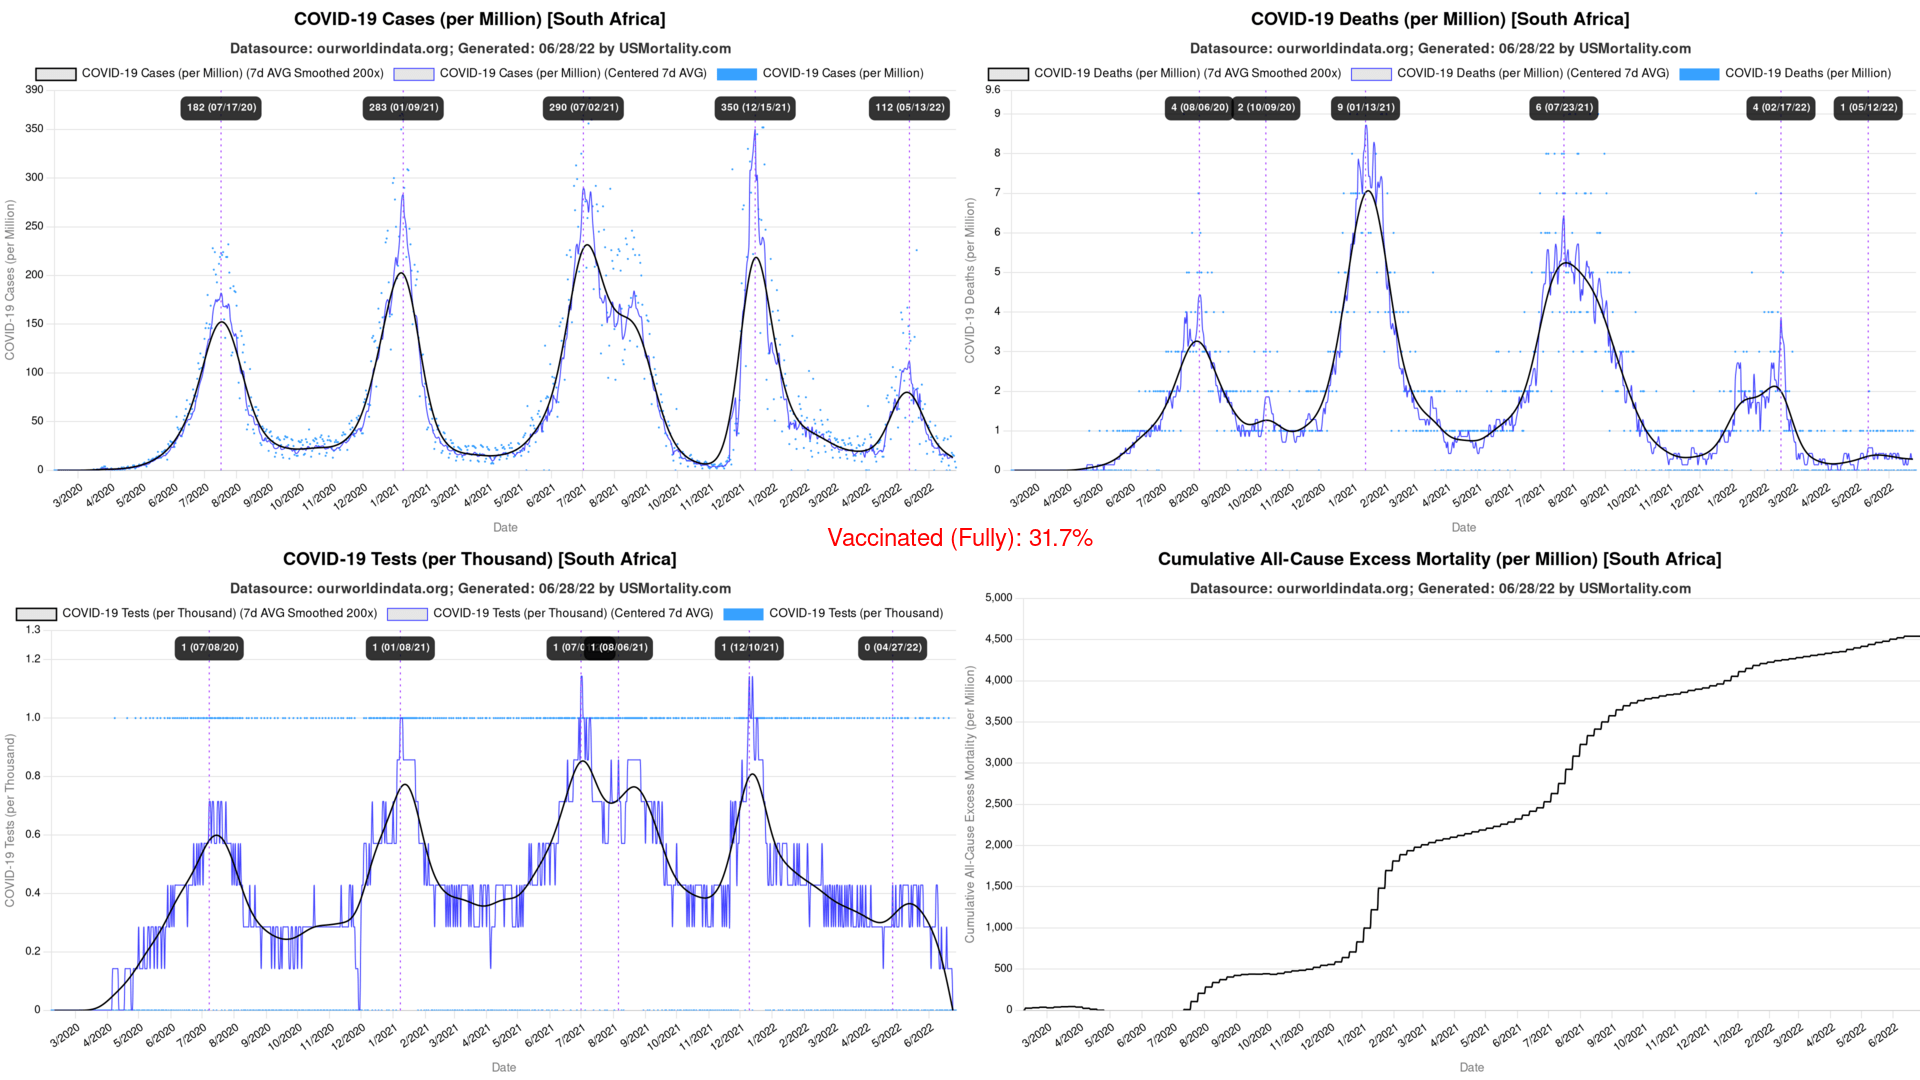 COVID-19 Cases (per Million) [South Africa]
Datasource: ourworldindata.org; Generated: 06/28/22 by USMortality.com
COVID-19 Cases (per Million) (7d AVG Smoothed 200x) COVID-19 Cases (per Million) (Centered 7d AVG) COVID-19 Cases (per Million)
390
350
300
250
200
150
100
50
0
COVID-19 Cases (per Million)
182 (07/17/20) 283 (01/09/21) 290 (07/02/21) 350 (12/15/21) 112 (05/13/22)
3/2020 4/2020 5/2020 6/2020 7/2020 8/2020 9/2020 10/2020 11/2020 12/2020 1/2021 2/2021 3/2021 4/2021 5/2021 6/2021 7/2021 8/2021 9/2021 10/2021 11/2021 12/2021 1/2022 2/2022 3/2022 4/2022 5/2022 6/2022
Date
COVID-19 Deaths (per Million) [South Africa]
Datasource: ourworldindata.org; Generated: 06/28/22 by USMortality.com
COVID-19 Deaths (per Million) (7d AVG Smoothed 200x) COVID-19 Deaths (per Million) (Centered 7d AVG) COVID-19 Deaths (per Million)
9.6
9
8
7
6
5
4
3
2
1
0
COVID-19 Deaths (per Million)
4 (08/06/20) 2 (10/09/20) 9 (01/13/21) 6 (07/23/21) 4 (02/17/22) 1 (05/12/22)
3/2020 4/2020 5/2020 6/2020 7/2020 8/2020 9/2020 10/2020 11/2020 12/2020 1/2021 2/2021 3/2021 4/2021 5/2021 6/2021 7/2021 8/2021 9/2021 10/2021 11/2021 12/2021 1/2022 2/2022 3/2022 4/2022 5/2022 6/2022
Date
Vaccinated (Fully): 31.7%
COVID-19 Tests (per Thousand) [South Africa]
Datasource: ourworldindata.org; Generated: 06/28/22 by USMortality.com
COVID-19 Tests (per Thousand) (7d AVG Smoothed 200x) COVID-19 Tests (per Thousand) (Centered 7d AVG) COVID-19 Tests (per Thousand)
1.3
1.2
1.0
0.8
0.6
0.4
0.2
0
COVID-19 Tests (per Thousand)
1 (07/08/20) 1 (01/08/21) 1 (07/0 1 (08/06/21) 1 (12/10/21) 0 (04/27/22)
3/2020 4/2020 5/2020 6/2020 7/2020 8/2020 9/2020 10/2020 11/2020 12/2020 1/2021 2/2021 3/2021 4/2021 5/2021 6/2021 7/2021 8/2021 9/2021 10/2021 11/2021 12/2021 1/2022 2/2022 3/2022 4/2022 5/2022 6/2022
Date
Cumulative All-Cause Excess Mortality (per Million) [South Africa]
Datasource: ourworldindata.org; Generated: 06/28/22 by USMortality.com
5,000
4,500
4,000
3,500
3,000
2,500
2,000
1,500
1,000
500
0
Cumulative All-Cause Excess Mortality (per Million)
3/2020 4/2020 5/2020 6/2020 7/2020 8/2020 9/2020 10/2020 11/2020 12/2020 1/2021 2/2021 3/2021 4/2021 5/2021 6/2021 7/2021 8/2021 9/2021 10/2021 11/2021 12/2021 1/2022 2/2022 3/2022 4/2022 5/2022 6/2022
Date